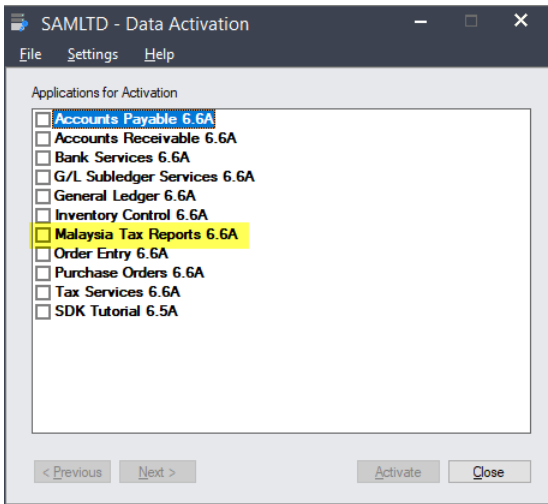 SAMLTD - Data Activation
File Settings Help
Applications for Activation
Accounts Payable 6.6A
Accounts Receivable 6.6A
Bank Services 6.6A
G/L Subledger Services 6.6A
General Ledger 6.6A
Inventory Control 6.6A
Malaysia Tax Reports 6.6A
Order Entry 6.6A
Purchase Orders 6.6A
Tax Services 6.6A
SDK Tutorial 6.5A
< Previous Next > Activate Close